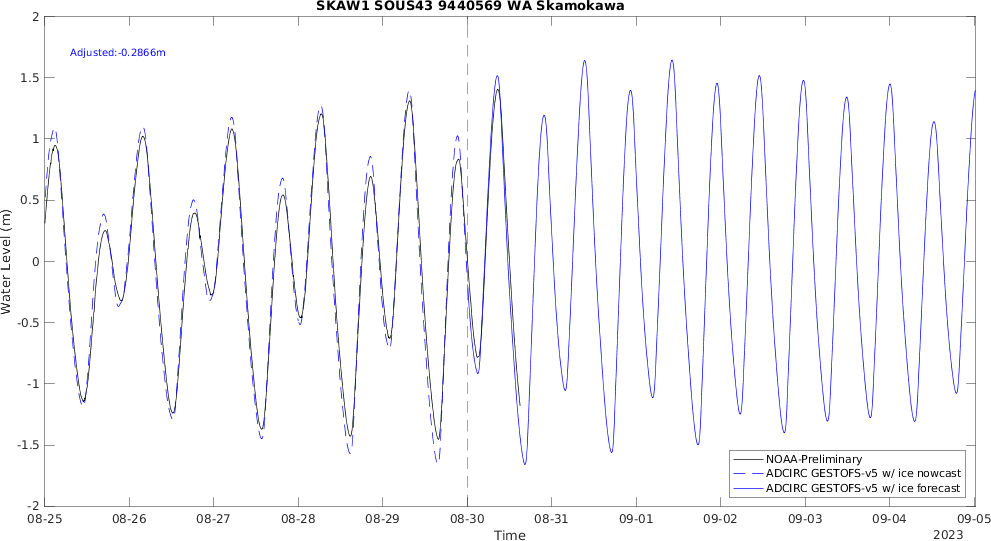 SKAW1 SOUS43 9440569 WA Skamokawa
Adjusted:-0.2866m
Water Level (m)
2
1.5
1
0.5
0
-0.5
-1
-1.5
-2
NOAA-Preliminary
ADCIRC GESTOFS-v5 w/ ice nowcast
ADCIRC GESTOFS-v5 w/ ice forecast
08-25 08-26 08-27 08-28 08-29 08-30 08-31 09-01 09-02 09-03 09-04 09-05
Time
2023